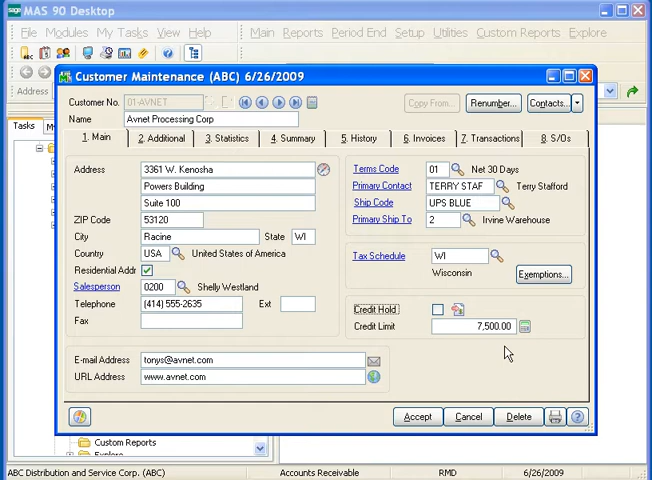 sage MAS 90 Desktop
File Modules My Tasks View Main Reports Period End Setup Utilities Custom Reports Explore
Address
Tasks
Customer Maintenance (ABC) 6/26/2009
Customer No. 01-AVNET Copy From... Renumber... Contacts...
Name Avnet Processing Corp
1. Main 2. Additional 3. Statistics 4. Summary 5. History 6. Invoices 7. Transactions 8. S/Os
Address 3361 W. Kenosha
Powers Building
Suite 100
ZIP Code 53120
City Racine State WI
Country USA United States of America
Residential Addr
Salesperson 0200 Shelly Westland
Telephone (414) 555-2635 Ext
Fax
Terms Code 01 Net 30 Days
Primary Contact TERRY STAF Terry Stafford
Ship Code UPS BLUE
Primary Ship To 2 Irvine Warehouse
Tax Schedule WI
Wisconsin Exemptions...
Credit Hold
Credit Limit 7,500.00
E-mail Address tonys@avnet.com
URL Address www.avnet.com
Accept Cancel Delete
Custom Reports
Explore
ABC Distribution and Service Corp. (ABC) Accounts Receivable RMD 6/26/2009